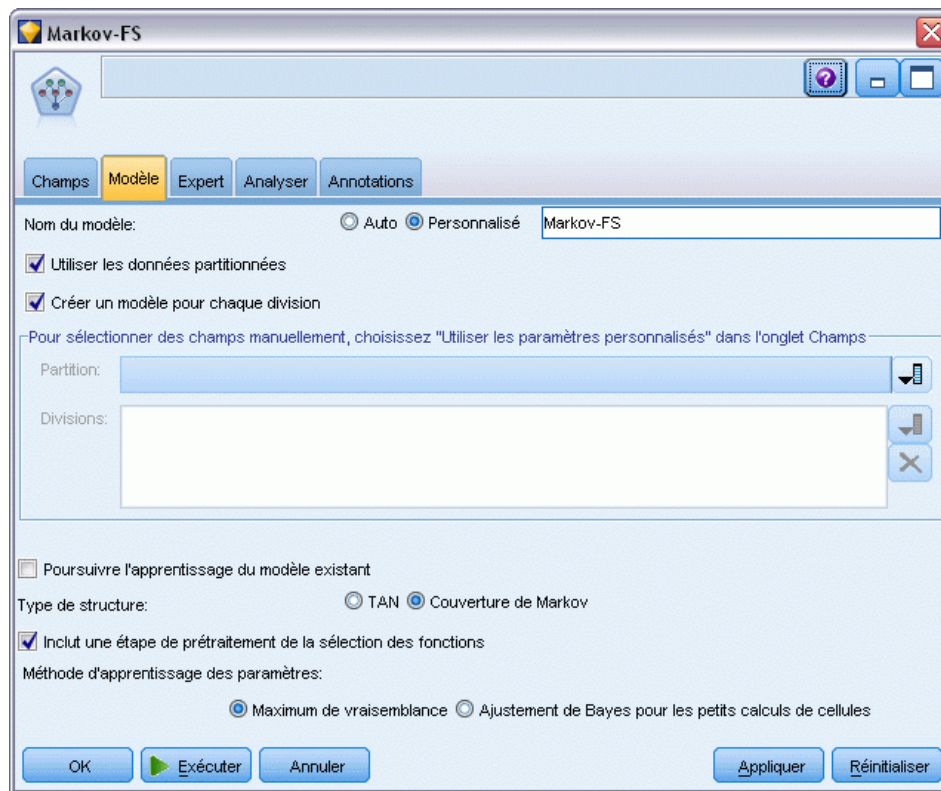 Markov-FS
Champs Modèle Expert Analyser Annotations
Nom du modèle: Auto Personnalisé Markov-FS
Utiliser les données partitionnées
Créer un modèle pour chaque division
Pour sélectionner des champs manuellement, choisissez "Utiliser les paramètres personnalisés" dans l'onglet Champs
Partition:
Divisions:
Poursuivre l'apprentissage du modèle existant
Type de structure: TAN Couverture de Markov
Inclut une étape de prétraitement de la sélection des fonctions
Méthode d'apprentissage des paramètres:
Maximum de vraisemblance Ajustement de Bayes pour les petits calculs de cellules
OK Exécuter Annuler Appliquer Réinitialiser